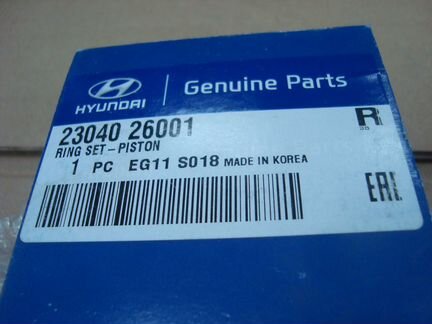 HYUNDAI
Genuine Parts
23040 26001
RING SET-PISTON
1 PC EG11 S018 MADE IN KOREA
R
EAC